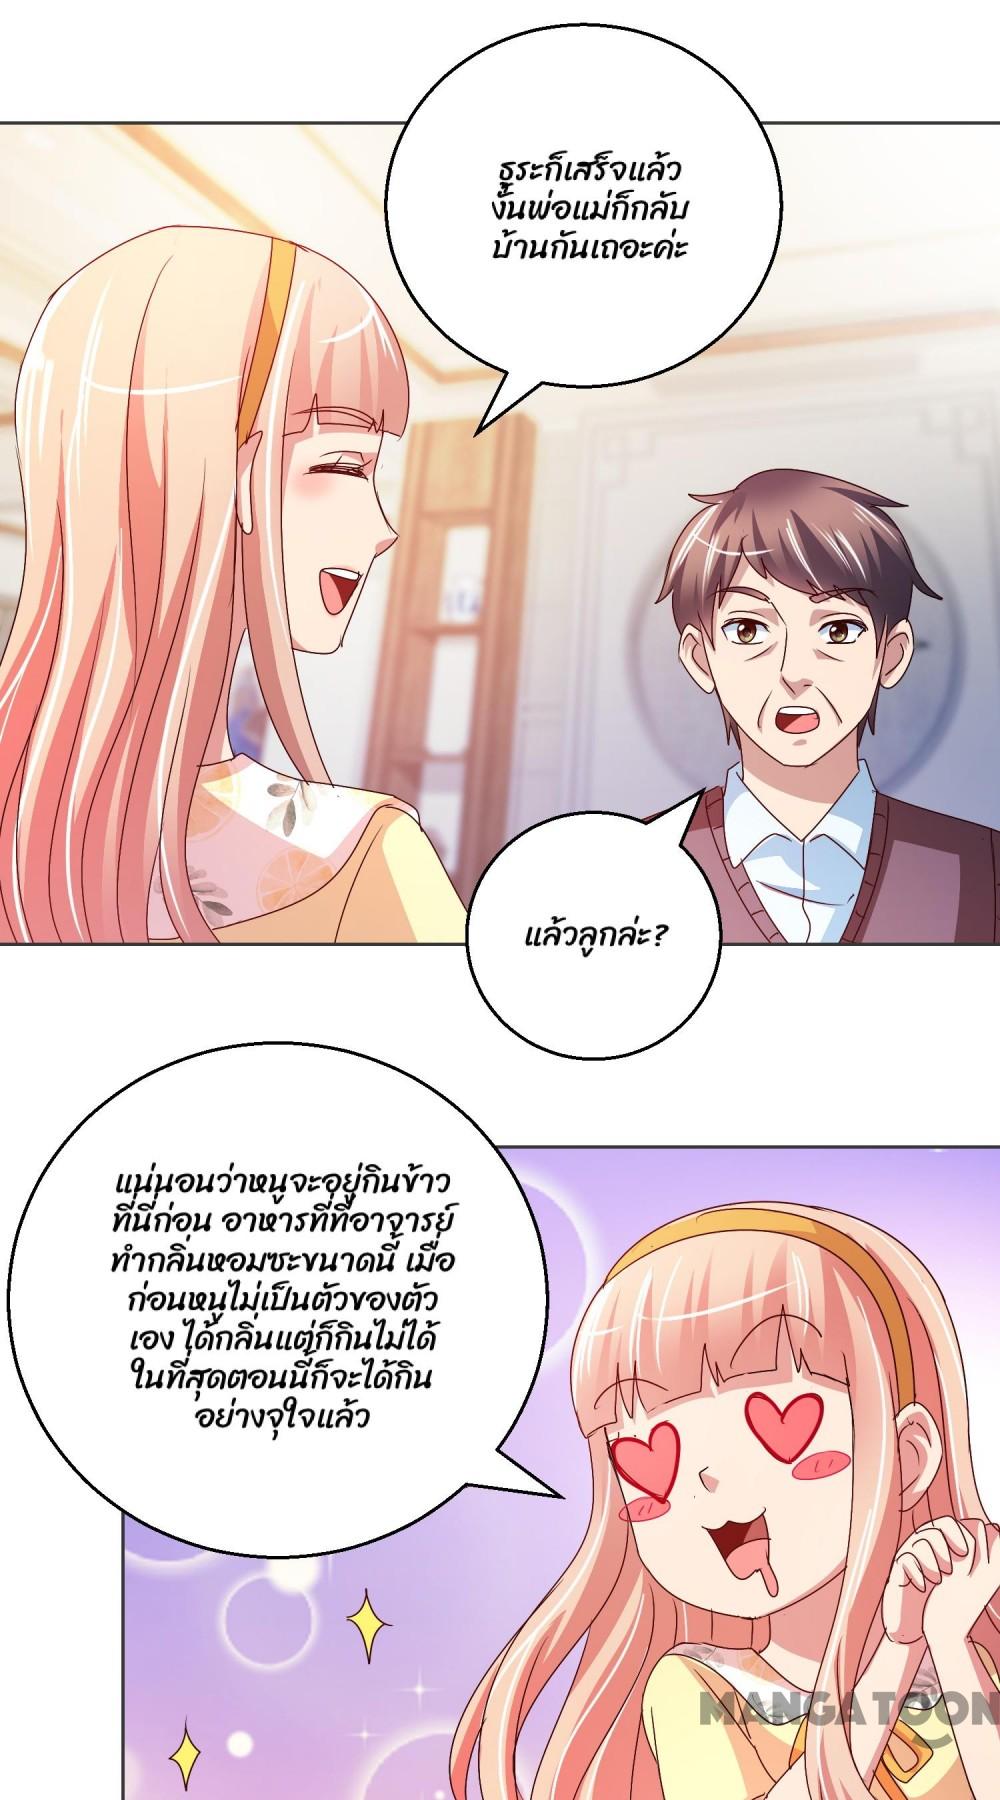 ธุระก็เสร็จแล้ว
งั้นพ่อแม่ก็กลับ
บ้านกันเถอะค่ะ
แล้วลูกล่ะ?
แน่นอนว่าหนูจะอยู่กินข้าว
ที่นี่ก่อน อาหารที่ที่อาจารย์
ทำกลิ่นหอมซะขนาดนี้ เมื่อ
ก่อนหนูไม่เป็นตัวของตัว
เอง ได้กลิ่นแต่ก็กินไม่ได้
ในที่สุดตอนนี้ก็จะได้กิน
อย่างจุใจแล้ว
MANGATOON